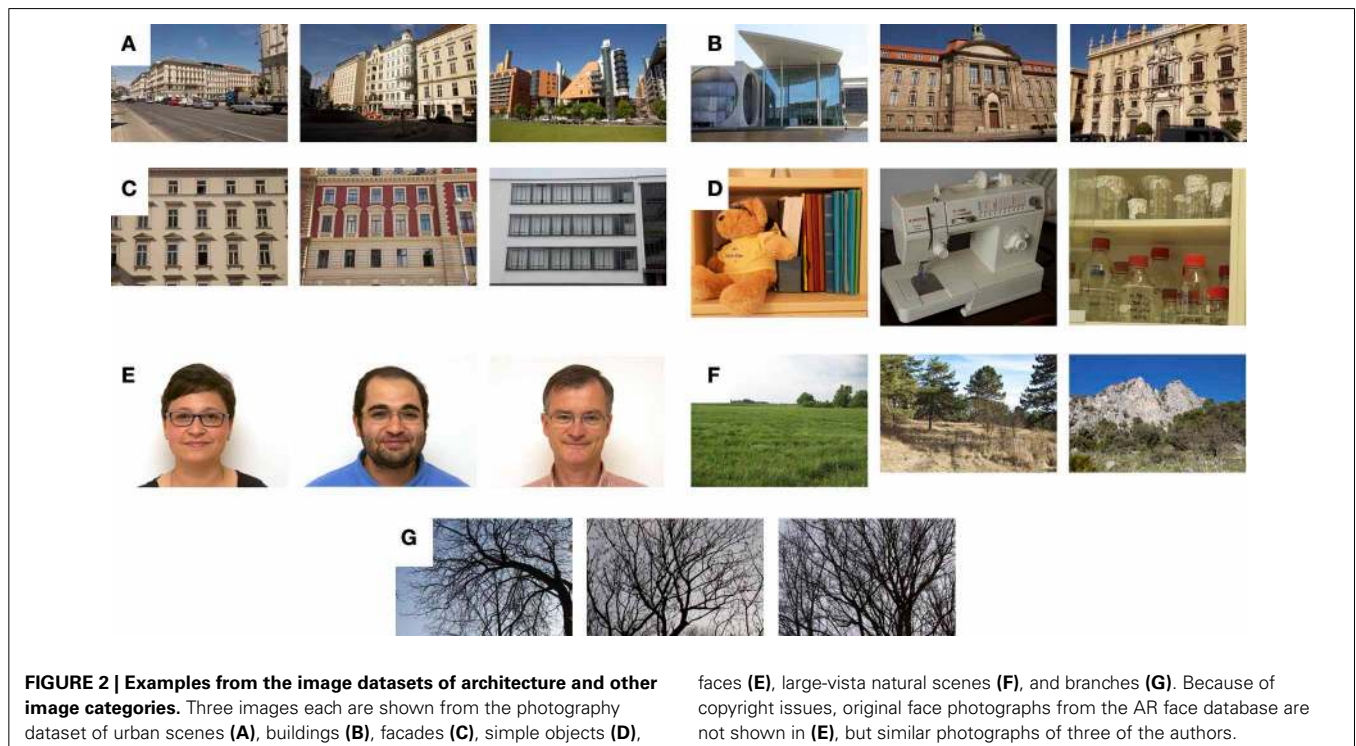 A
B
C
D
E
F
G
FIGURE 2 | Examples from the image datasets of architecture and other
image categories. Three images each are shown from the photography
dataset of urban scenes (A), buildings (B), facades (C), simple objects (D),
faces (E), large-vista natural scenes (F), and branches (G). Because of
copyright issues, original face photographs from the AR face database are
not shown in (E), but similar photographs of three of the authors.